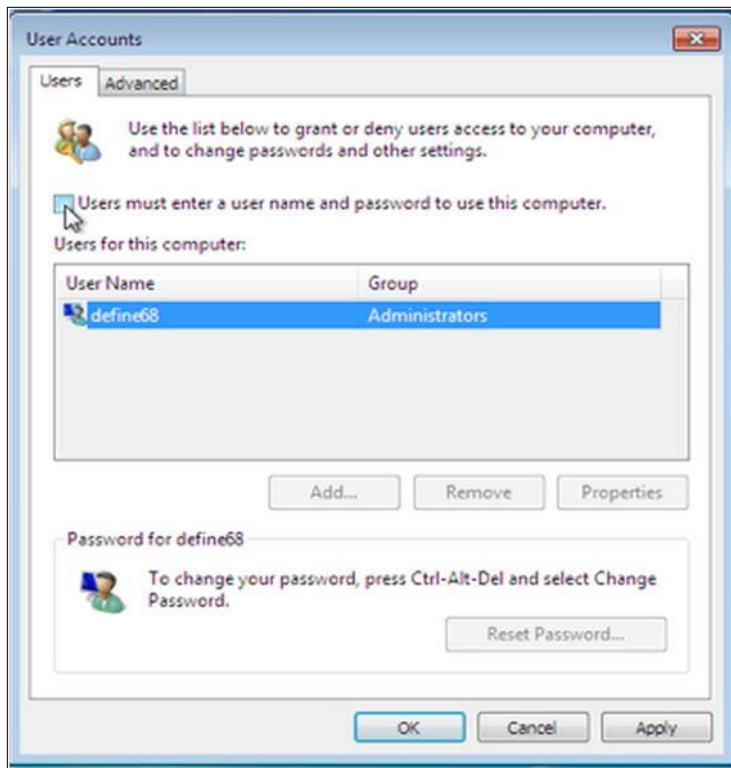 User Accounts
Users
Advanced
Use the list below to grant or deny users access to your computer,
and to change passwords and other settings.
Users must enter a user name and password to use this computer.
Users for this computer:
User Name Group
define68 Administrators
Add... Remove Properties
Password for define68
To change your password, press Ctrl-Alt-Del and select Change
Password.
Reset Password...
OK Cancel Apply